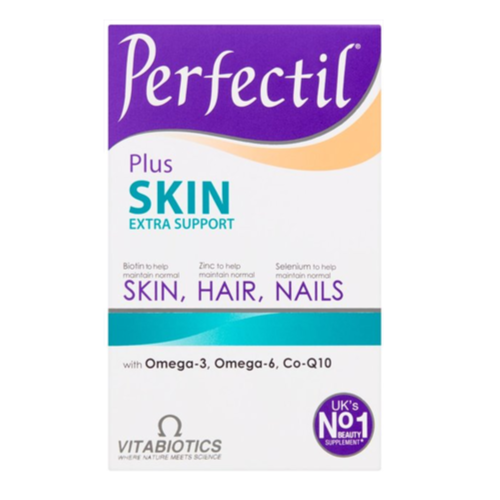 Perfectil®
Plus
SKIN
EXTRA SUPPORT
Biotin to help Zinc to help Selenium to help
maintain normal maintain normal maintain normal
SKIN, HAIR, NAILS
with Omega-3, Omega-6, Co-Q10
UK's
No1
BEAUTY
SUPPLEMENT*
VITABIOTICS
WHERE NATURE MEETS SCIENCE